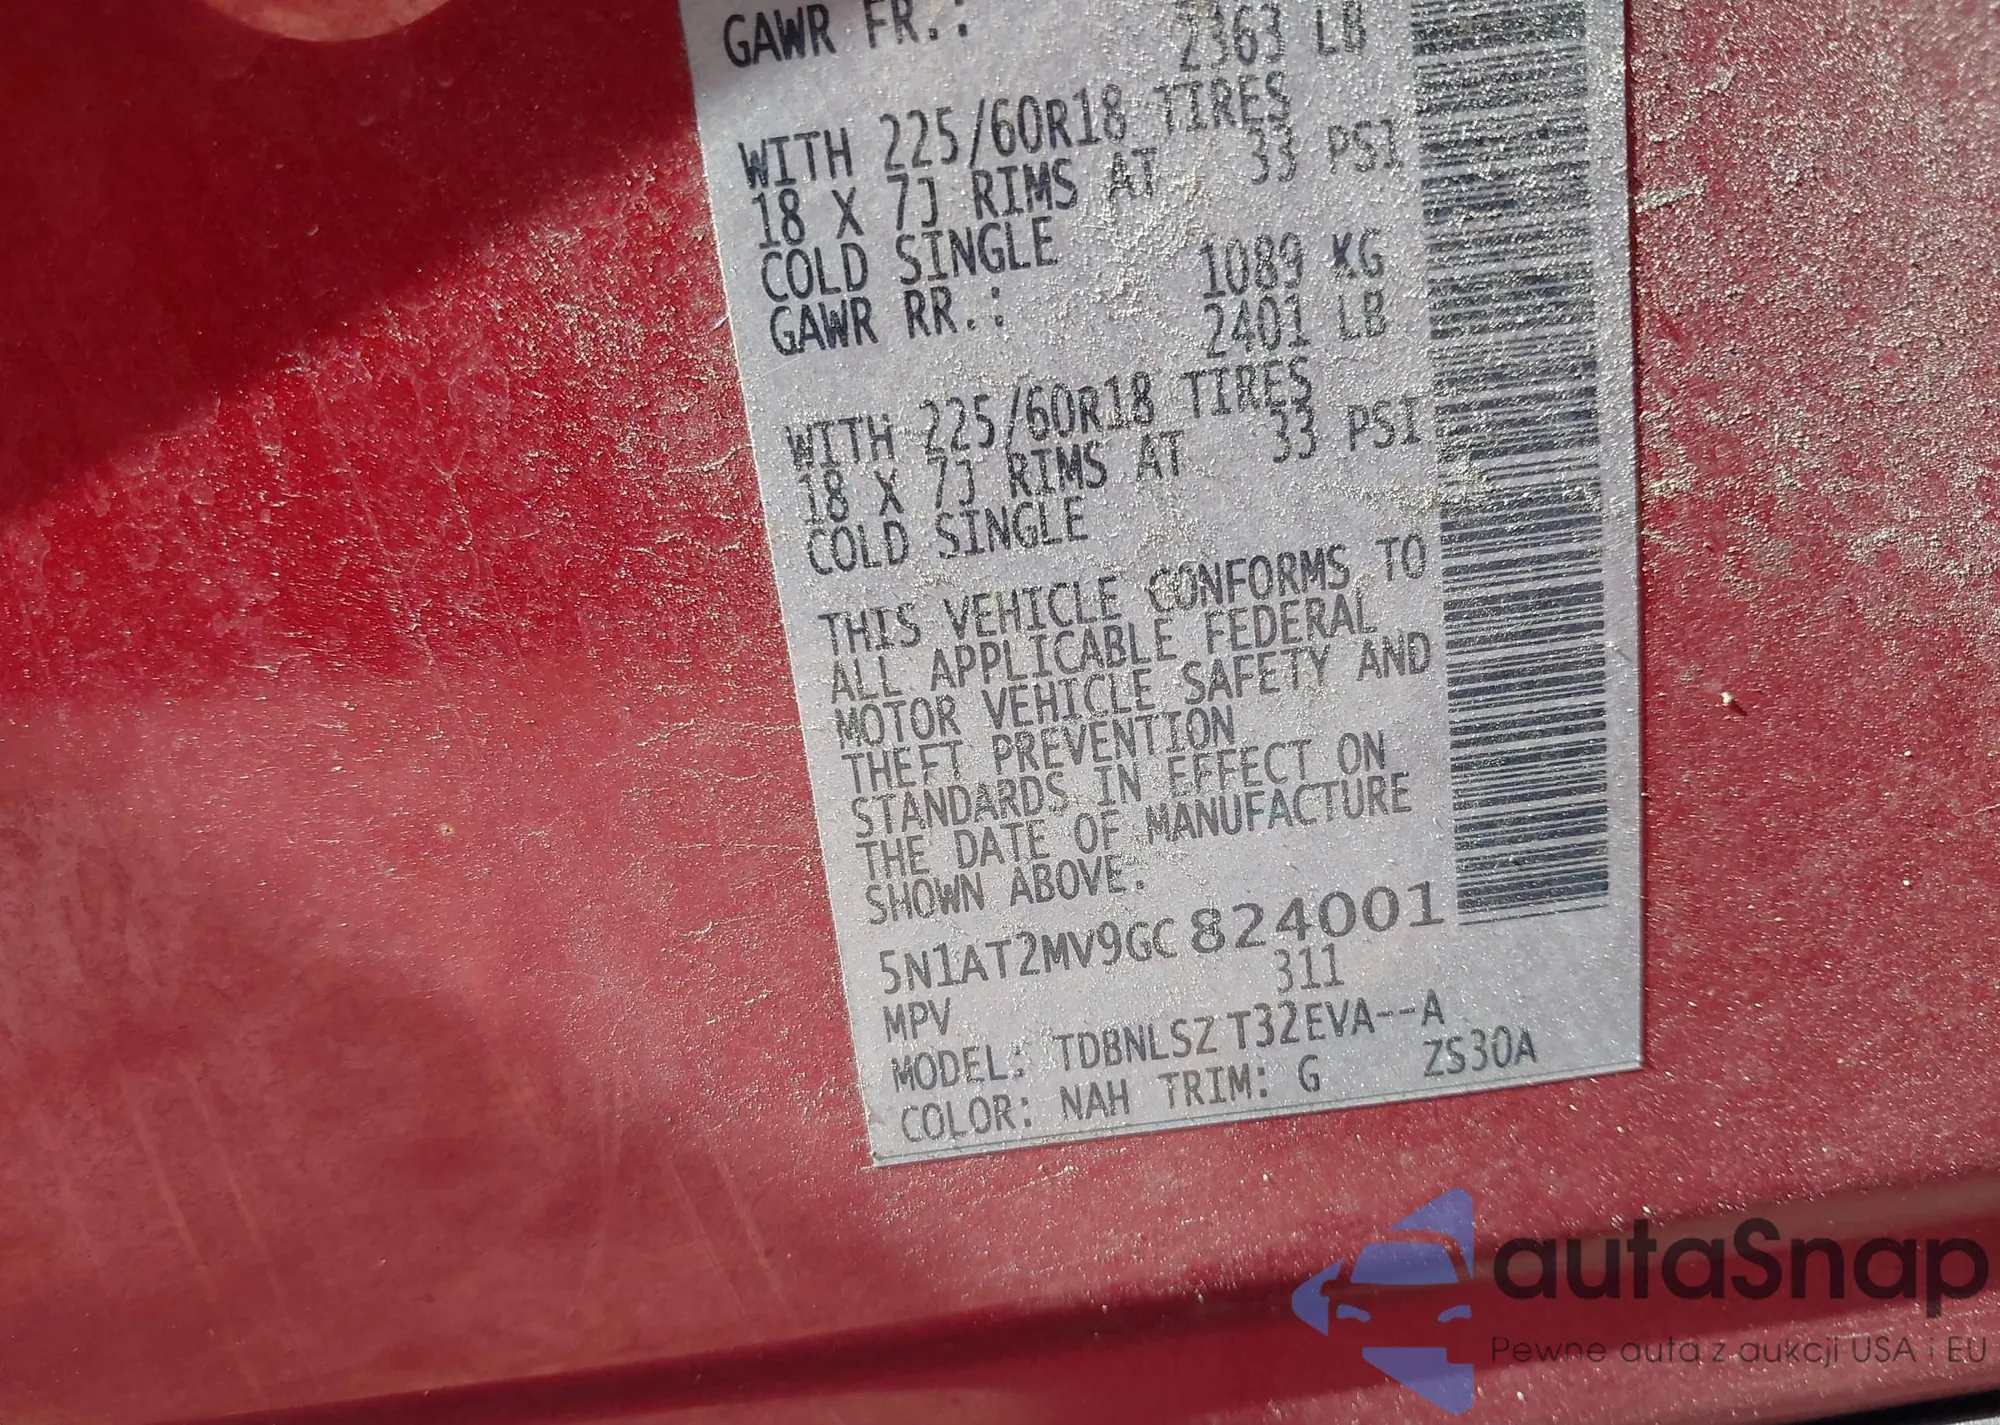 GAWR FR.:
2363 LB
WITH 225/60R18 TIRES
18 X 7J RIMS AT 33 PSI
COLD SINGLE
GAWR RR.: 1089 KG
2401 LB
WITH 225/60R18 TIRES
18 X 7J RIMS AT 33 PSI
COLD SINGLE
THIS VEHICLE CONFORMS TO
ALL APPLICABLE FEDERAL
MOTOR VEHICLE SAFETY AND
THEFT PREVENTION
STANDARDS IN EFFECT ON
THE DATE OF MANUFACTURE
SHOWN ABOVE.
5N1AT2MV9GC824001
MPV 311
MODEL: TDBNLSZ T32EVA--A
COLOR: NAH TRIM: G ZS30A
autaSnap
Pewne auta z aukcji USA i EU